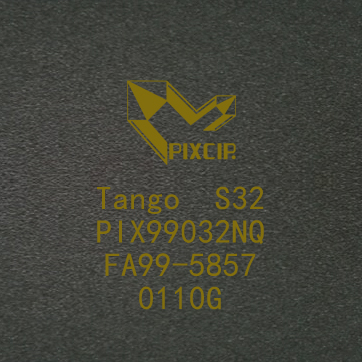 PIXCIR
Tango S32
PIX99032NQ
FA99-5857
0110G